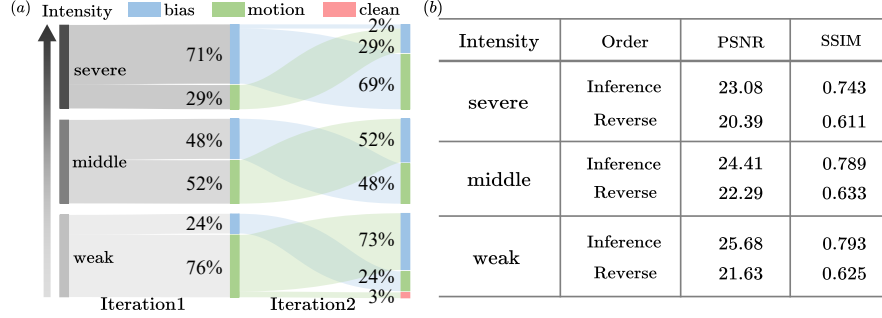 (a) Intensity bias motion clean
severe
71%
29%
2%
29%
69%
middle
48%
52%
52%
48%
weak
24%
76%
73%
24%
3%
Iteration1 Iteration2
(b)
Intensity Order PSNR SSIM
severe
Inference 23.08 0.743
Reverse 20.39 0.611
middle
Inference 24.41 0.789
Reverse 22.29 0.633
weak
Inference 25.68 0.793
Reverse 21.63 0.625